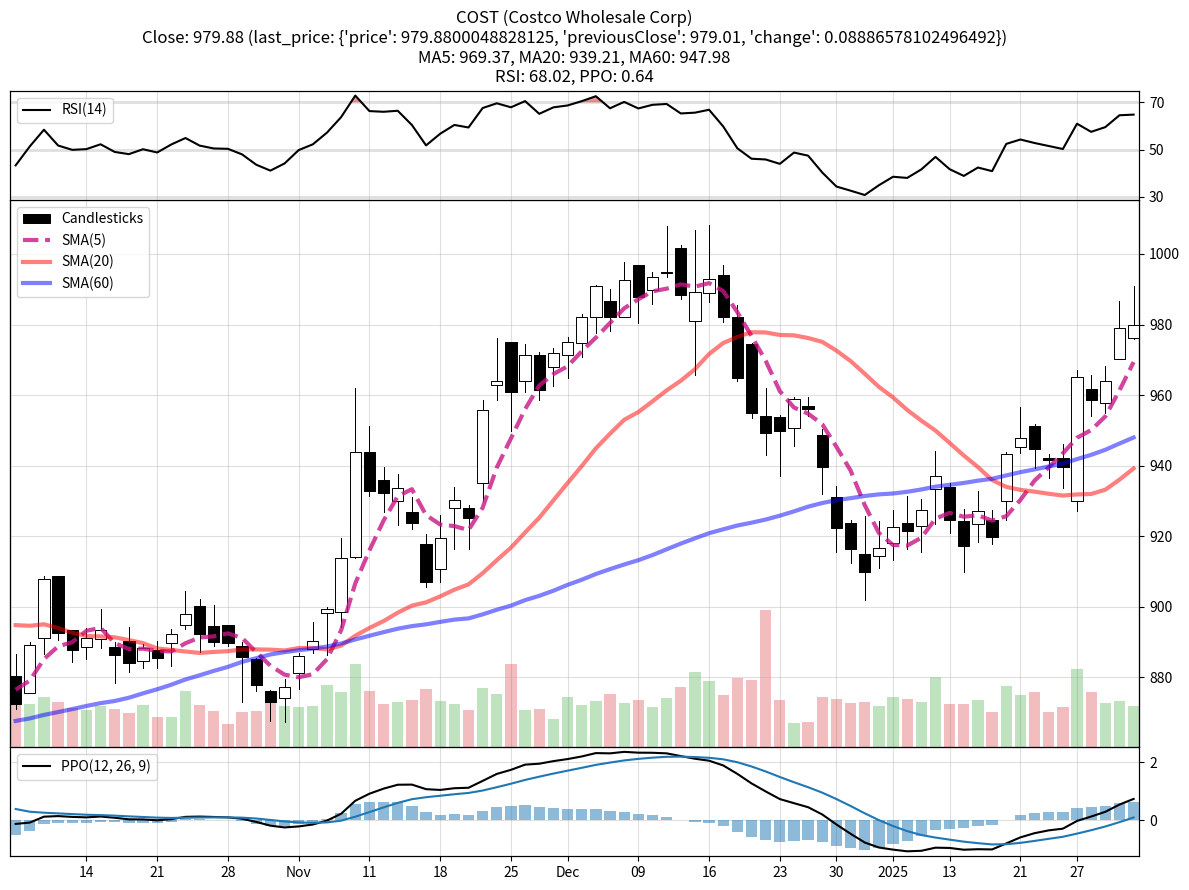 COST (Costco Wholesale Corp)
Close: 979.88 (last_price: {'price': 979.8800048828125, 'previousClose': 979.01, 'change': 0.08886578102496492})
MA5: 969.37, MA20: 939.21, MA60: 947.98
RSI: 68.02, PPO: 0.64
RSI(14)
70
50
30
Candlesticks
SMA(5)
SMA(20)
SMA(60)
1000
980
960
940
920
900
880
PPO(12, 26, 9)
2
0
14 21 28 Nov 11 18 25 Dec 09 16 23 30 2025 13 21 27